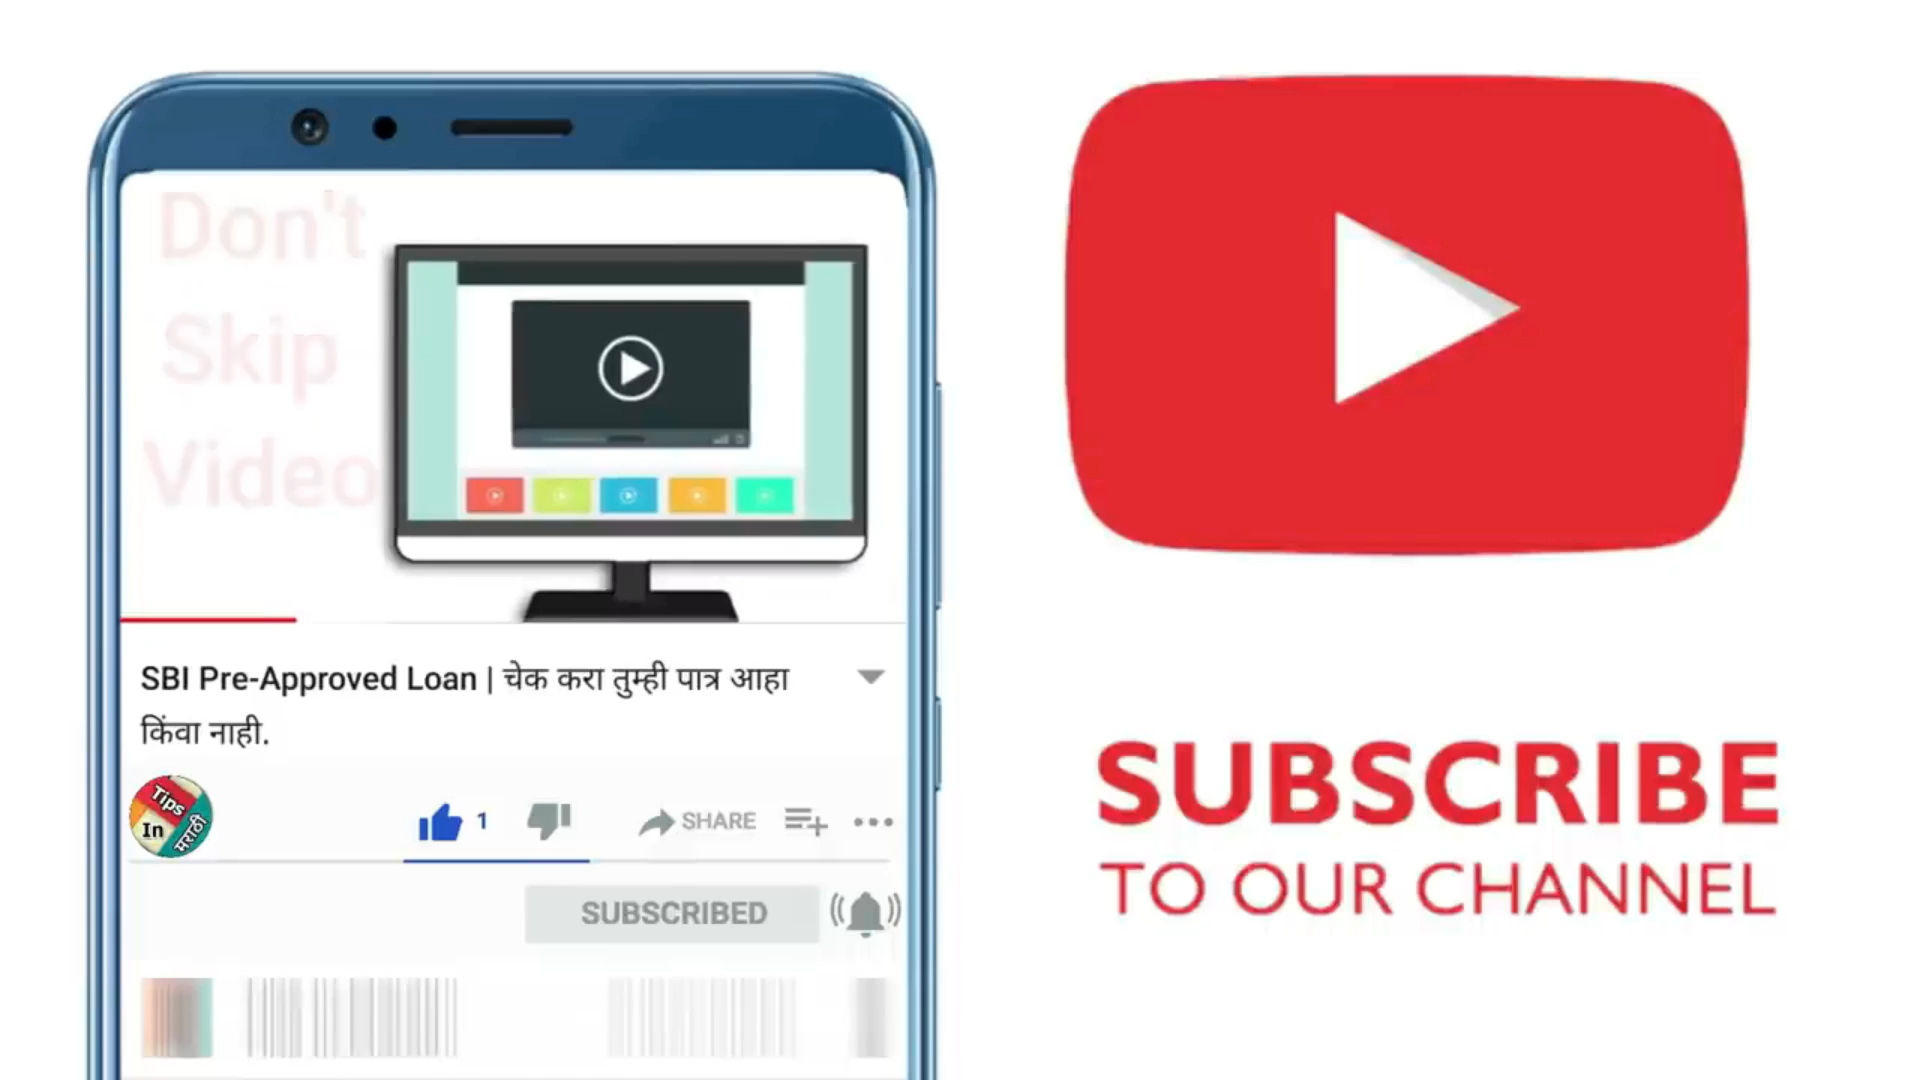 Don't
Skip
Video
SBI Pre-Approved Loan | चेक करा तुम्ही पात्र आहा
किंवा नाही.
Tips
In
मराठी
1
SHARE
SUBSCRIBED
SUBSCRIBE
TO OUR CHANNEL